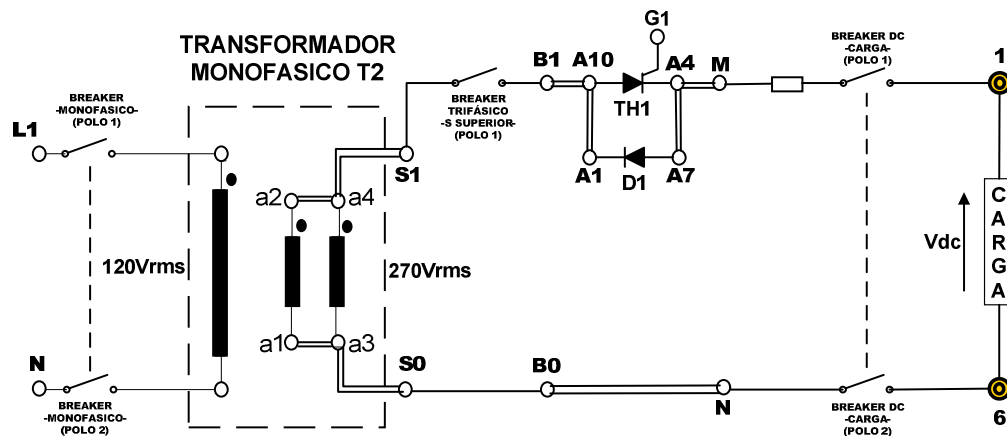 TRANSFORMADOR
MONOFASICO T2
BREAKER
-MONOFASICO-
(POLO 1)
L1
120Vrms
N
BREAKER
-MONOFASICO-
(POLO 2)
a2
a4
a1
a3
270Vrms
S1
S0
BREAKER
TRIFÁSICO
-S SUPERIOR-
(POLO 1)
B1
A10
G1
TH1
A4
M
A1
D1
A7
B0
N
BREAKER DC
-CARGA-
(POLO 1)
1
Vdc
C
A
R
G
A
BREAKER DC
-CARGA-
(POLO 2)
6